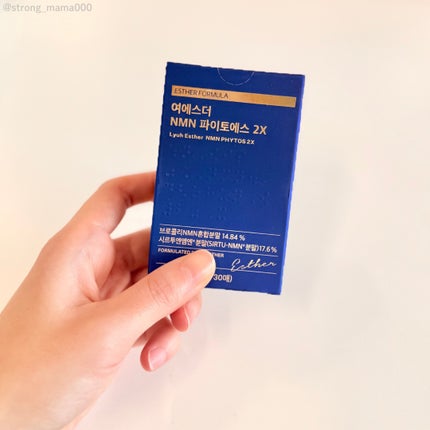 @strong_mama000
ESTHER FORMULA
여에스더
NMN 파이토에스 2X
Lyuh Esther NMN PHYTOS 2X
브로콜리NMN혼합분말 14.84 %
시르투엔엠엔*분말(SIRTU-NMN*분말)17.6 %
FORMULATED
Esther
30매)